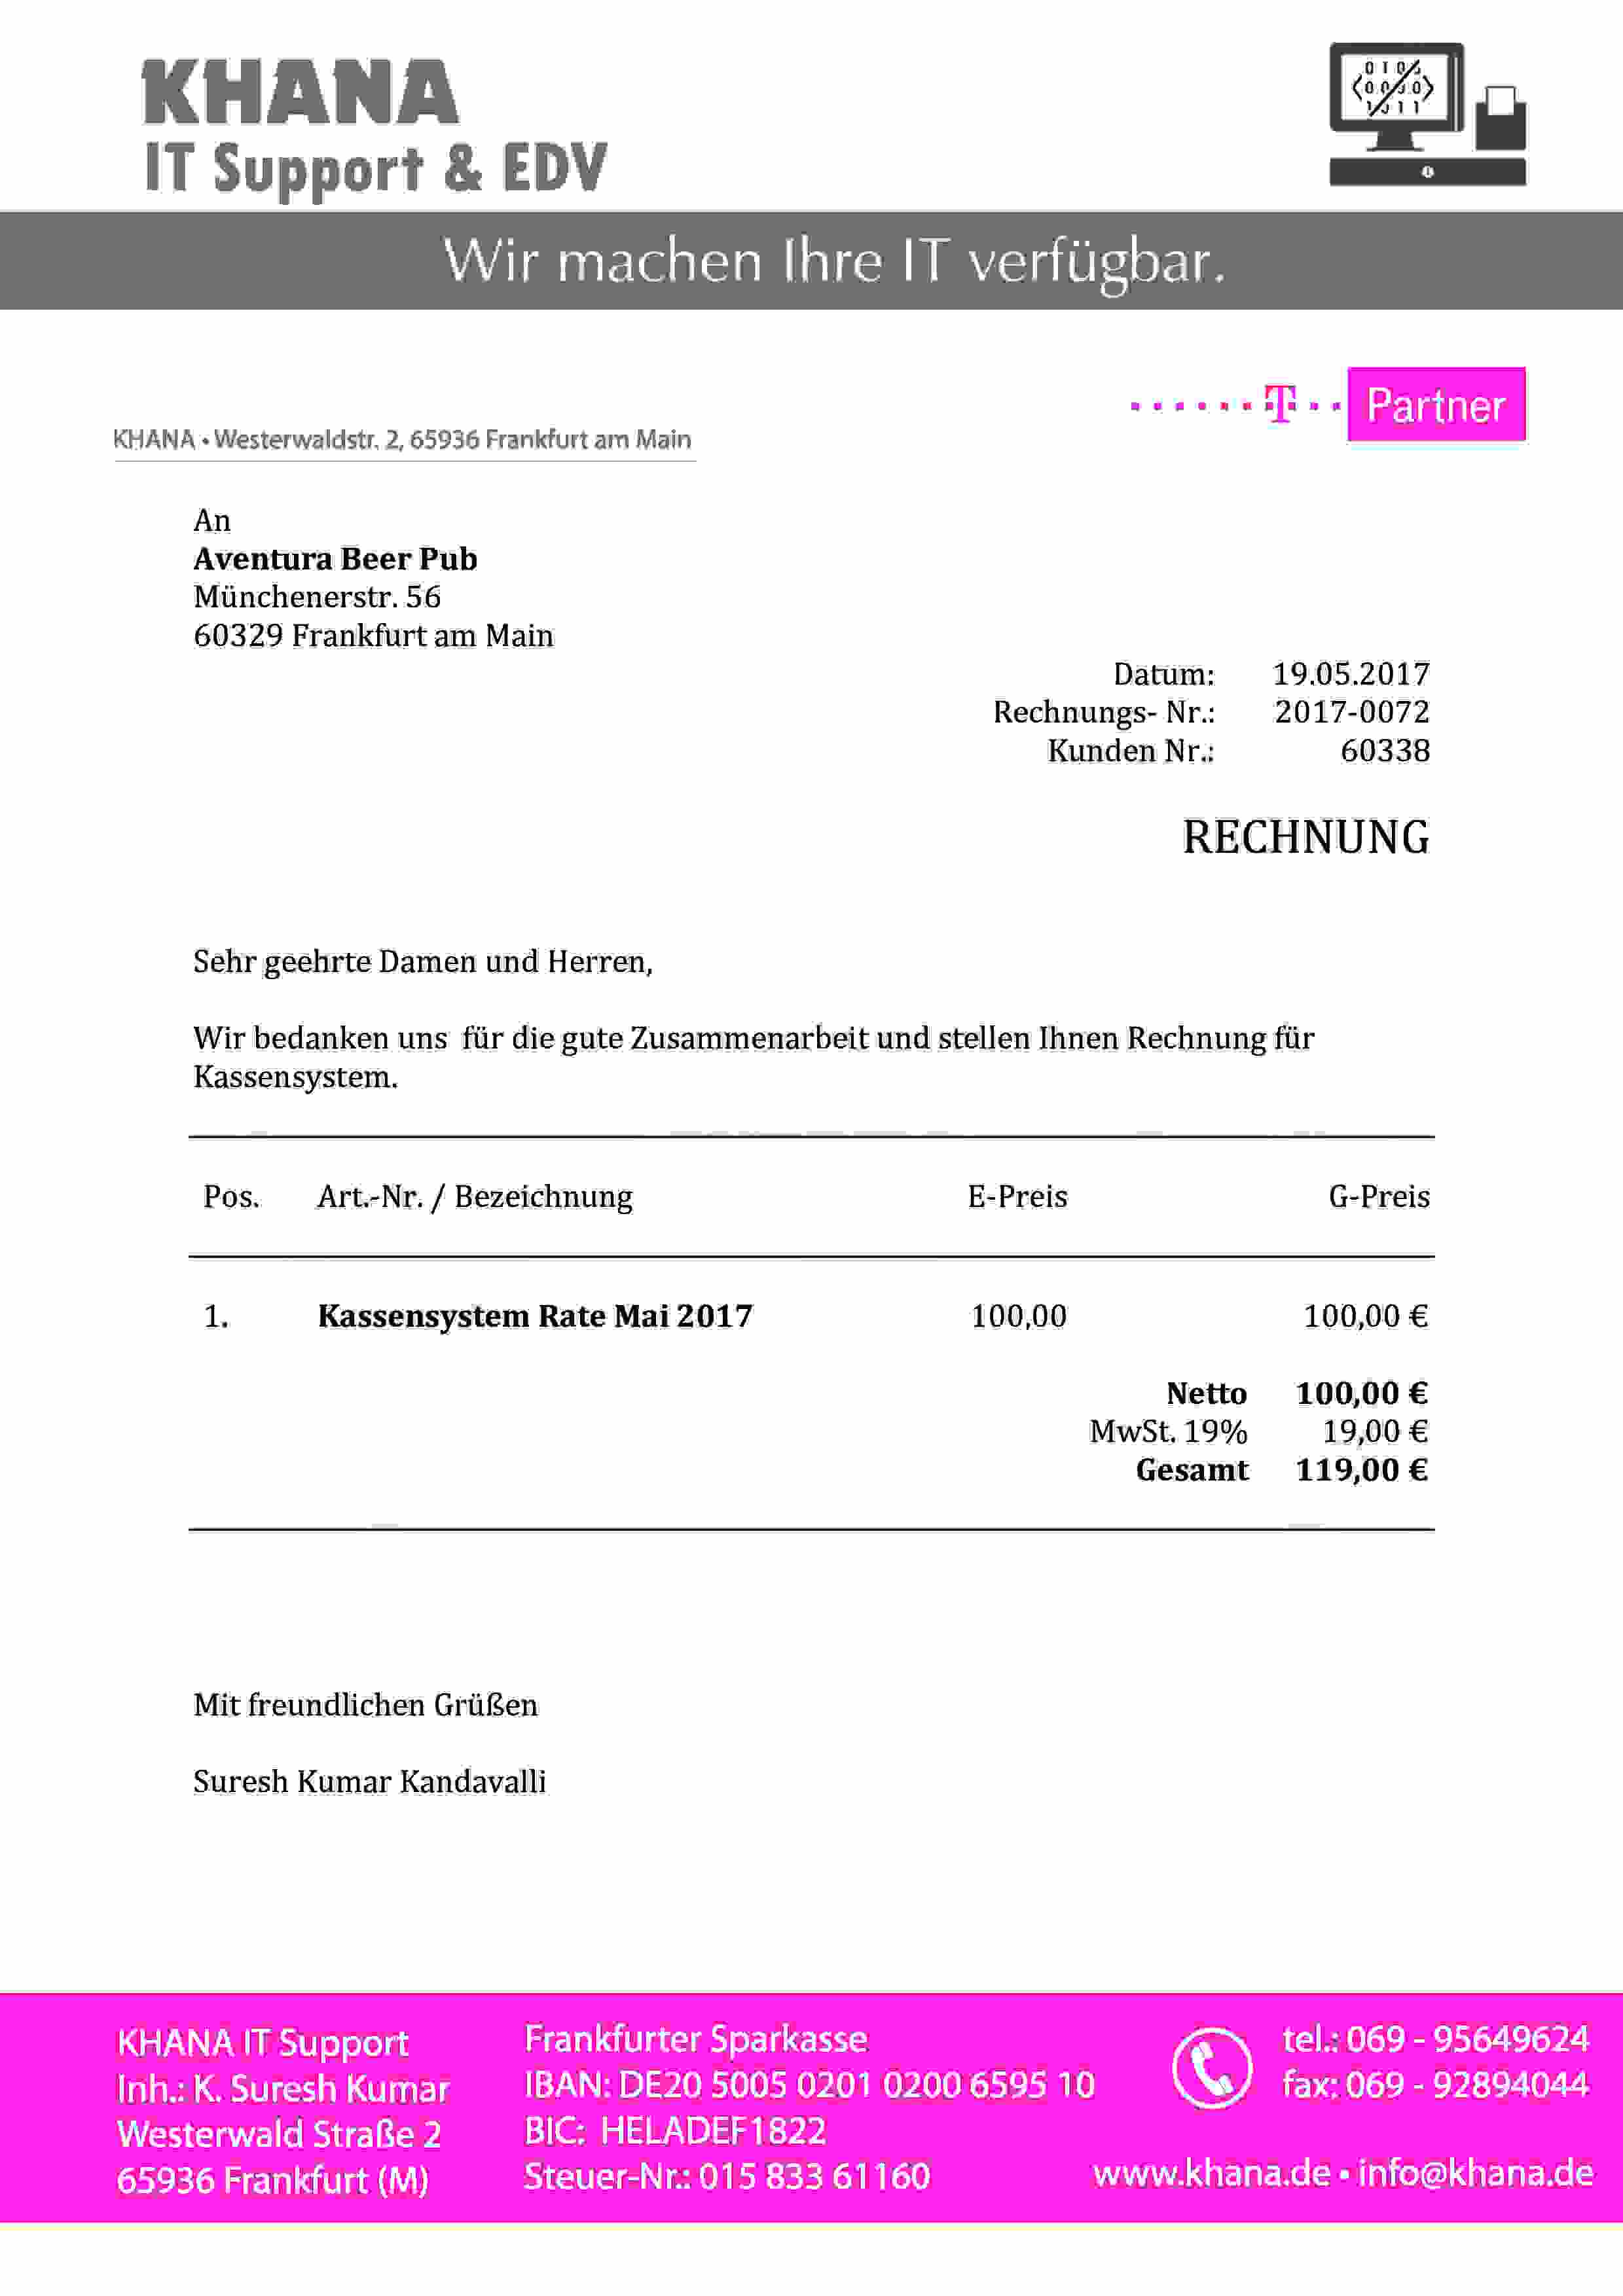 KHANA
IT Support & EDV
Wir machen Ihre IT verfügbar.
T Partner
KHANA • Westerwaldstr. 2, 65936 Frankfurt am Main
An
Aventura Beer Pub
Münchenerstr. 56
60329 Frankfurt am Main
Datum: 19.05.2017
Rechnungs- Nr.: 2017-0072
Kunden Nr.: 60338
RECHNUNG
Sehr geehrte Damen und Herren,
Wir bedanken uns für die gute Zusammenarbeit und stellen Ihnen Rechnung für
Kassensystem.
Pos. Art.-Nr. / Bezeichnung E-Preis G-Preis
1. Kassensystem Rate Mai 2017 100,00 100,00 €
Netto 100,00 €
MwSt. 19% 19,00 €
Gesamt 119,00 €
Mit freundlichen Grüßen
Suresh Kumar Kandavalli
KHANA IT Support
Inh.: K. Suresh Kumar
Westerwald Straße 2
65936 Frankfurt (M)
Frankfurter Sparkasse
IBAN: DE20 5005 0201 0200 6595 10
BIC: HELADEF1822
Steuer-Nr.: 015 833 61160
tel.: 069 - 95649624
fax: 069 - 92894044
www.khana.de • info@khana.de